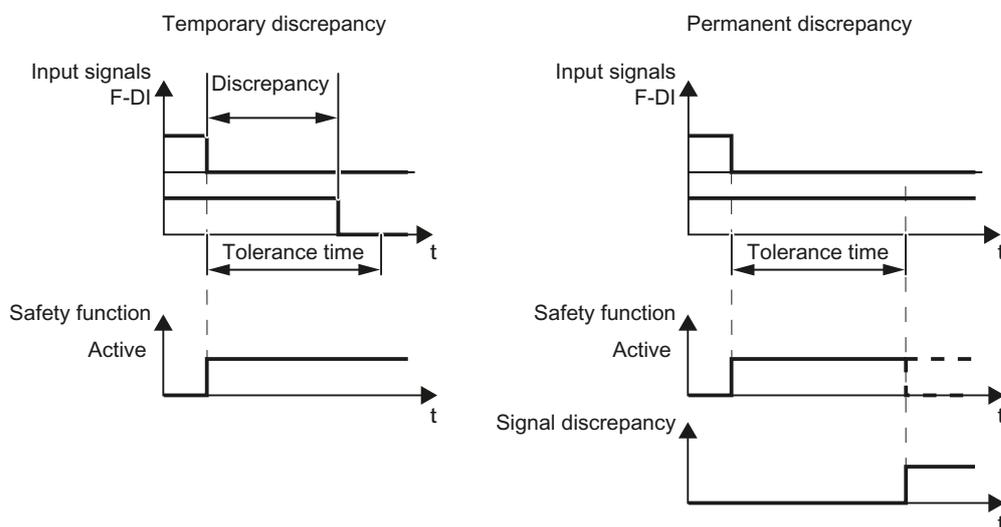 Temporary discrepancy
Input signals
F-DI
Discrepancy
t
Tolerance time
Safety function
Active
t
Permanent discrepancy
Input signals
F-DI
t
Tolerance time
Safety function
Active
t
Signal discrepancy
t